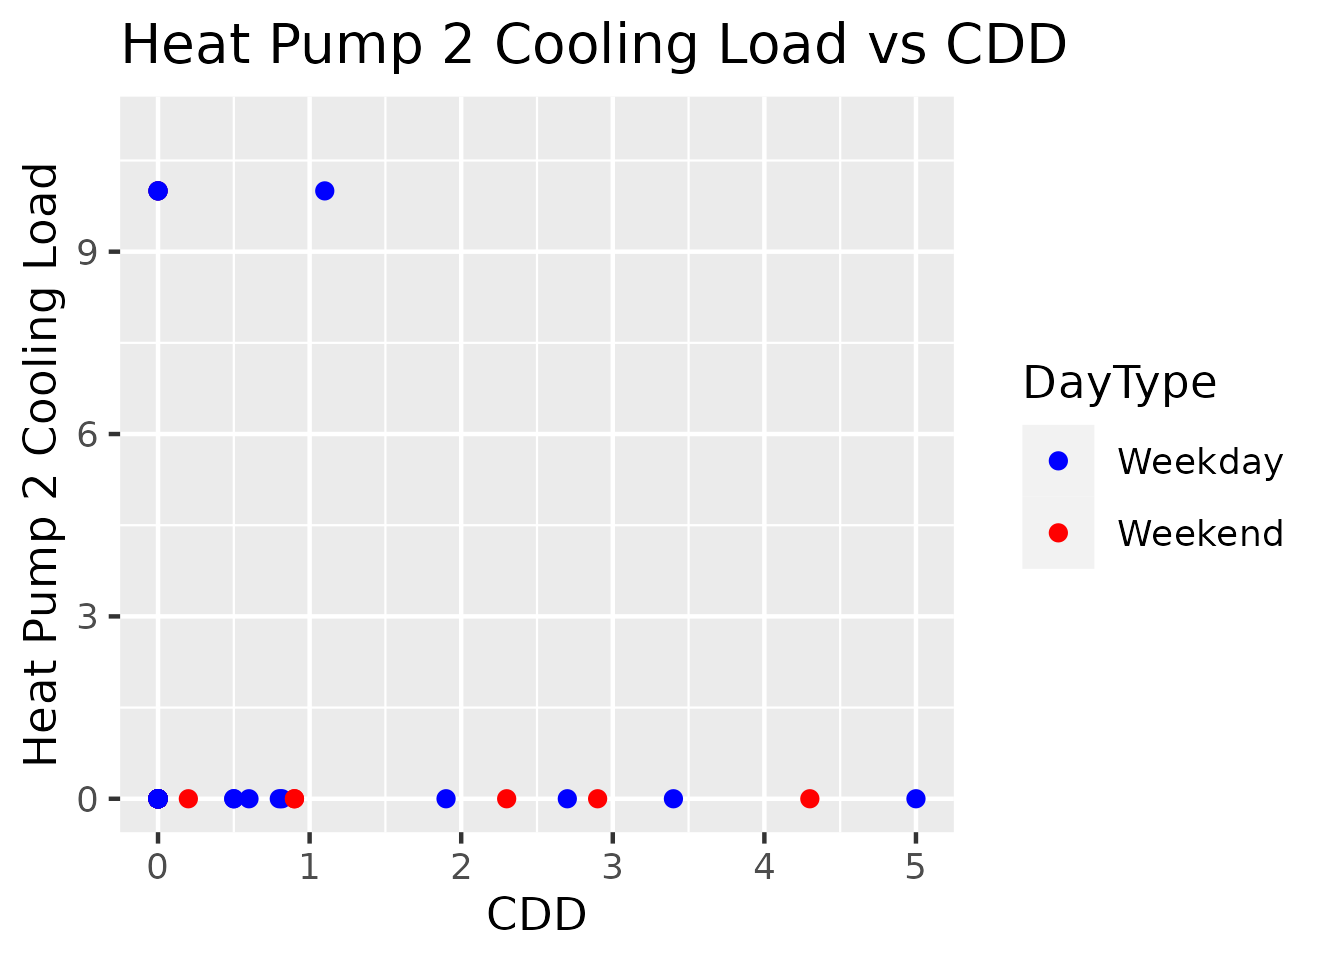 Heat Pump 2 Cooling Load vs CDD
Heat Pump 2 Cooling Load
9
6
3
0
0 1 2 3 4 5
CDD
DayType
Weekday
Weekend